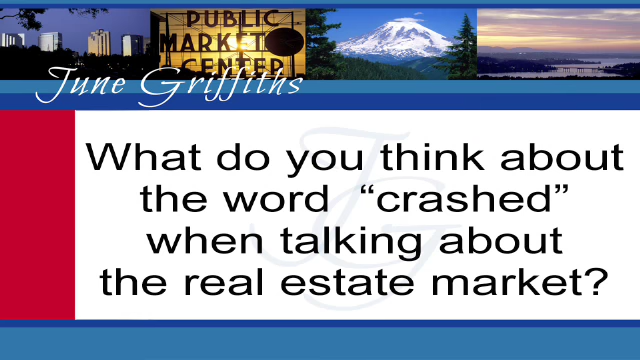 PUBLIC
MARKET
CENTER
June Griffiths
What do you think about
the word “crashed”
when talking about
the real estate market?